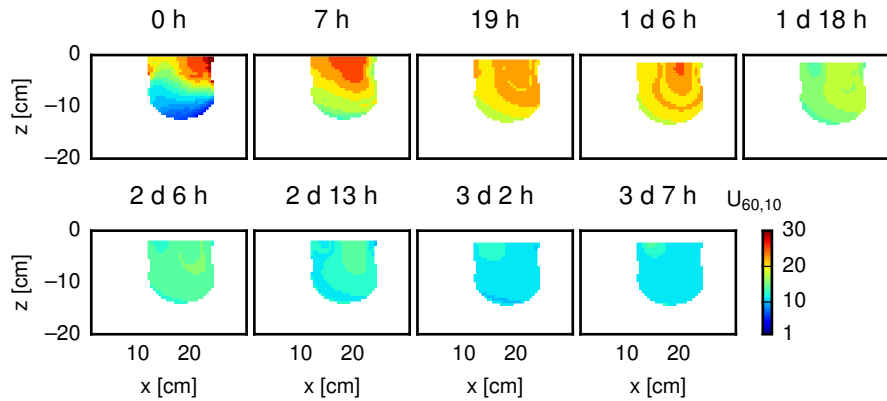 0 h 7 h 19 h 1 d 6 h 1 d 18 h
0
−10
−20
z [cm]
2 d 6 h 2 d 13 h 3 d 2 h 3 d 7 h U60,10
0
−10
−20
z [cm]
30
20
10
1
10 20 10 20 10 20 10 20
x [cm] x [cm] x [cm] x [cm]